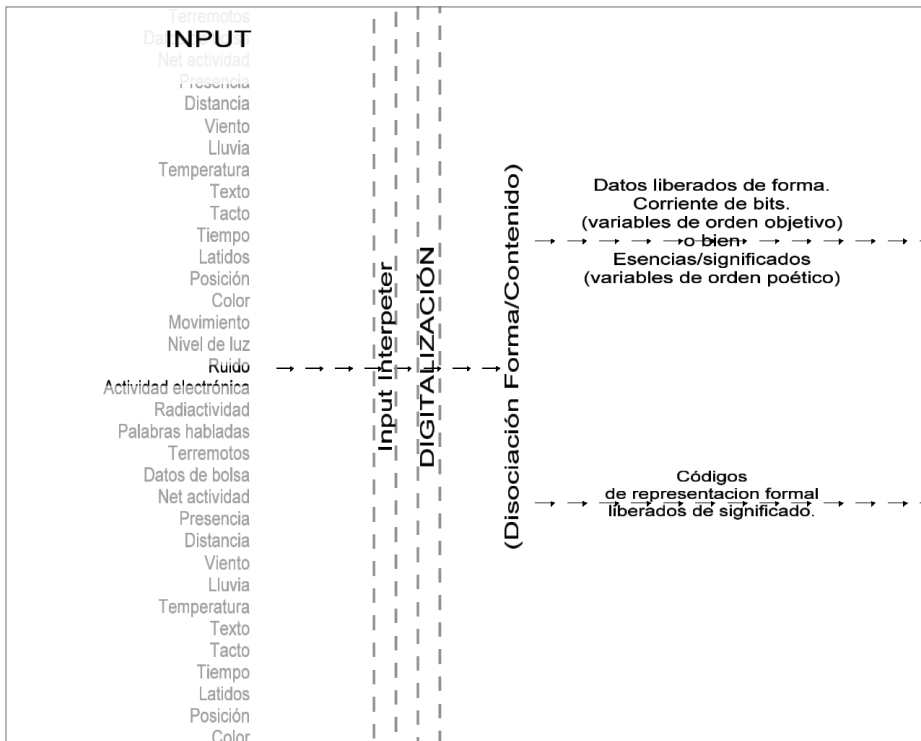 Terremotos
INPUT
Net actividad
Presencia
Distancia
Viento
Lluvia
Temperatura
Texto
Tacto
Tiempo
Latidos
Posición
Color
Movimiento
Nivel de luz
Ruido
Actividad electrónica
Radiactividad
Palabras habladas
Terremotos
Datos de bolsa
Net actividad
Presencia
Distancia
Viento
Lluvia
Temperatura
Texto
Tacto
Tiempo
Latidos
Posición
Color
Input Interpeter
DIGITALIZACIÓN
(Disociación Forma/Contenido)
Datos liberados de forma.
Corriente de bits.
(variables de orden objetivo)
o bien
Esencias/significados
(variables de orden poético)
Códigos
de representacion formal
liberados de significado.